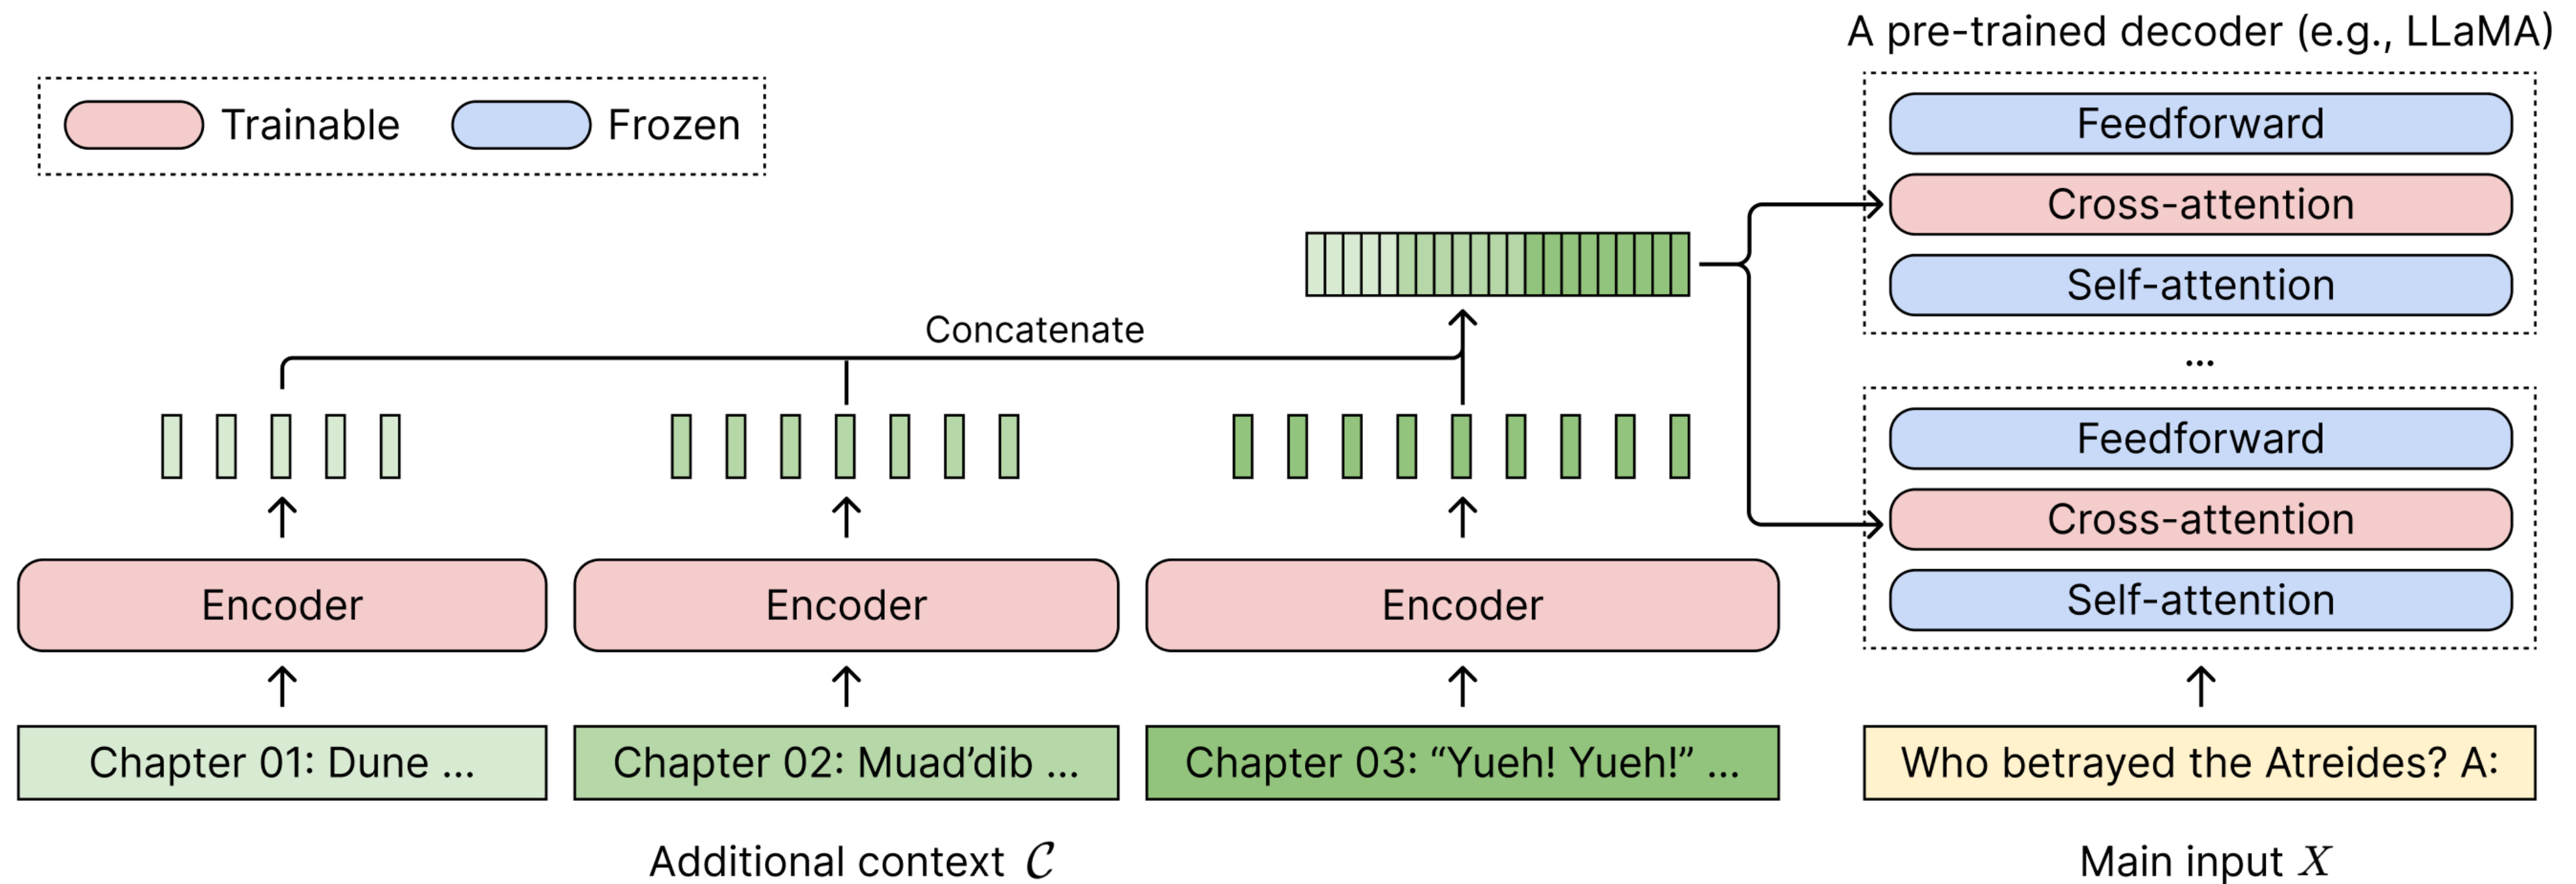 A pre-trained decoder (e.g., LLaMA)
Trainable
Frozen
Feedforward
Cross-attention
Self-attention
Concatenate
...
Feedforward
Cross-attention
Self-attention
Encoder
Encoder
Encoder
Chapter 01: Dune ...
Chapter 02: Muad’dib ...
Chapter 03: “Yueh! Yueh!” ...
Who betrayed the Atreides? A:
Additional context 𝒞
Main input X